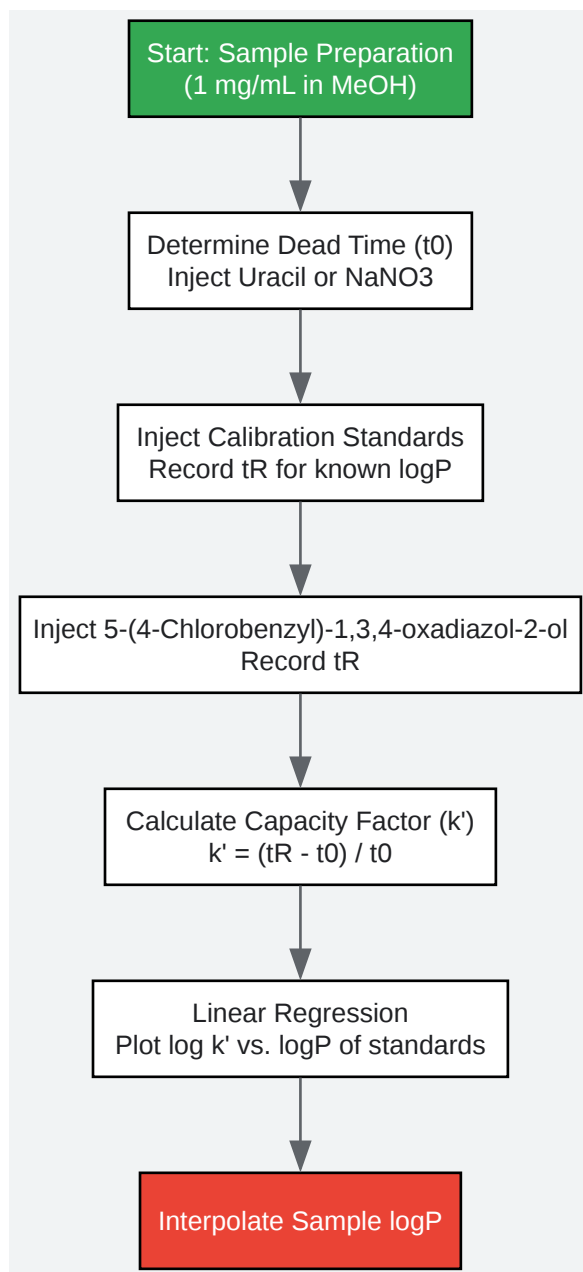 Start: Sample Preparation
(1 mg/mL in MeOH)
Determine Dead Time (t0)
Inject Uracil or NaNO3
Inject Calibration Standards
Record tR for known logP
Inject 5-(4-Chlorobenzyl)-1,3,4-oxadiazol-2-ol
Record tR
Calculate Capacity Factor (k')
k' = (tR - t0) / t0
Linear Regression
Plot log k' vs. logP of standards
Interpolate Sample logP